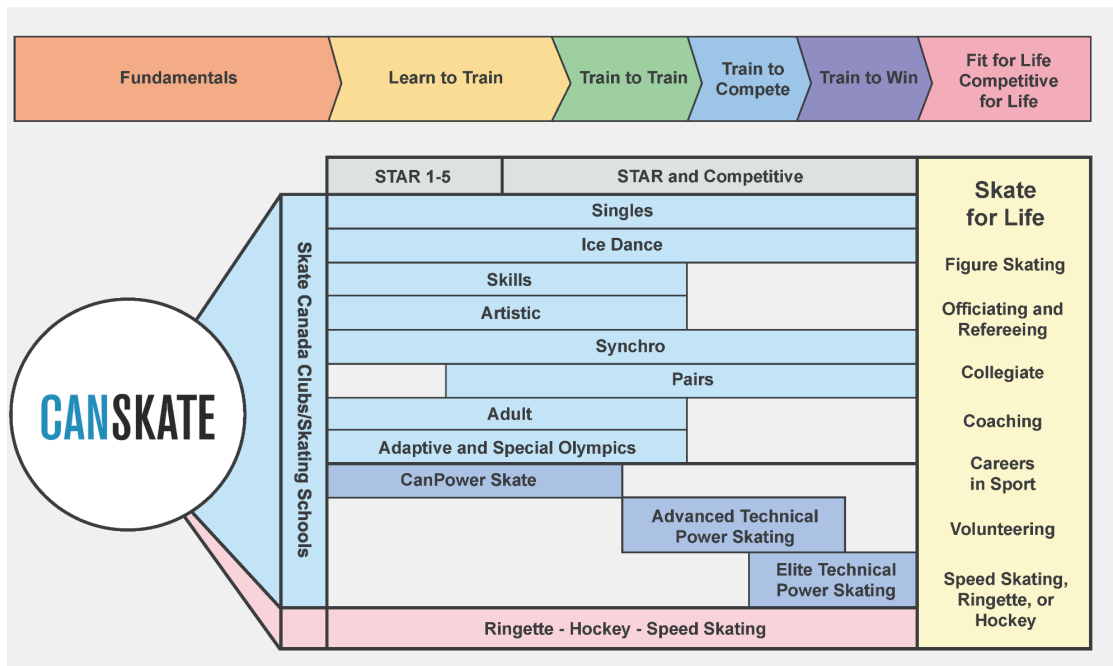 Fundamentals
Learn to Train
Train to Train
Train to
Compete
Train to Win
Fit for Life
Competitive
for Life
STAR 1-5
STAR and Competitive
Skate Canada Clubs/Skating Schools
Singles
Ice Dance
Skills
Artistic
Synchro
Pairs
Adult
Adaptive and Special Olympics
CanPower Skate
Advanced Technical
Power Skating
Elite Technical
Power Skating
Ringette - Hockey - Speed Skating
CANSKATE
Skate
for Life
Figure Skating
Officiating and
Refereeing
Collegiate
Coaching
Careers
in Sport
Volunteering
Speed Skating,
Ringette, or
Hockey